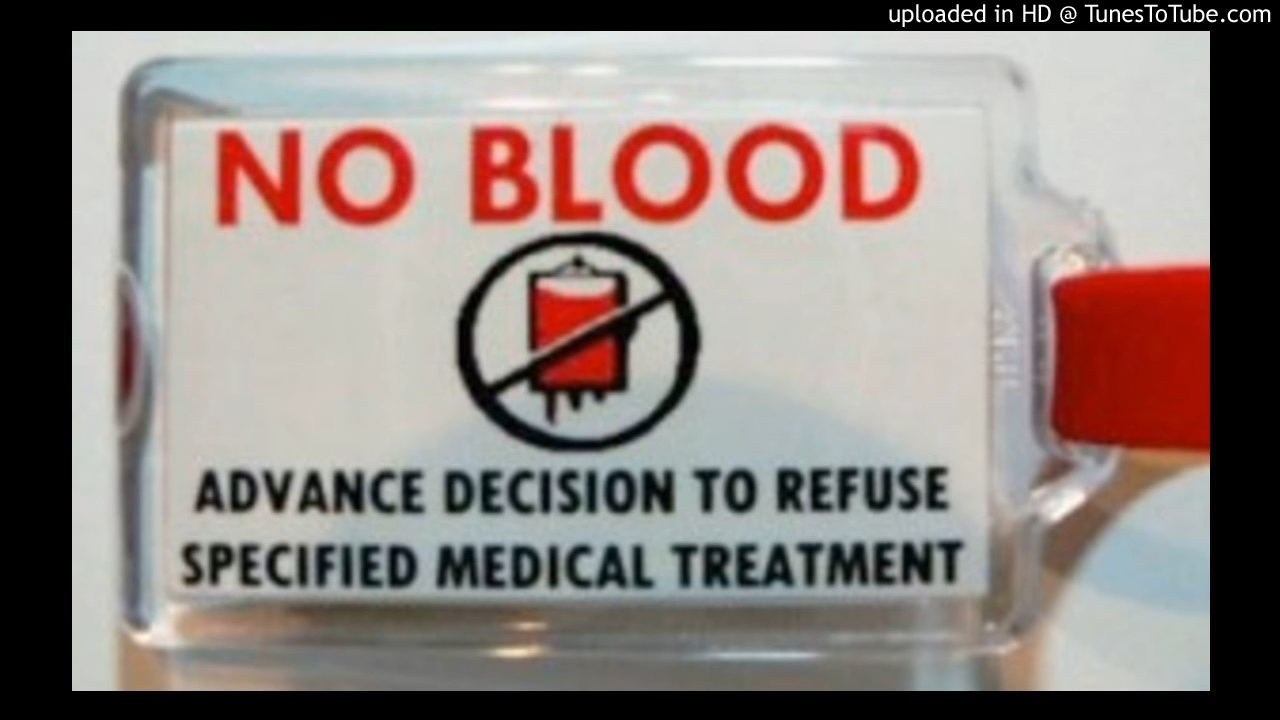 uploaded in HD @ TunesToTube.com
NO BLOOD
ADVANCE DECISION TO REFUSE
SPECIFIED MEDICAL TREATMENT